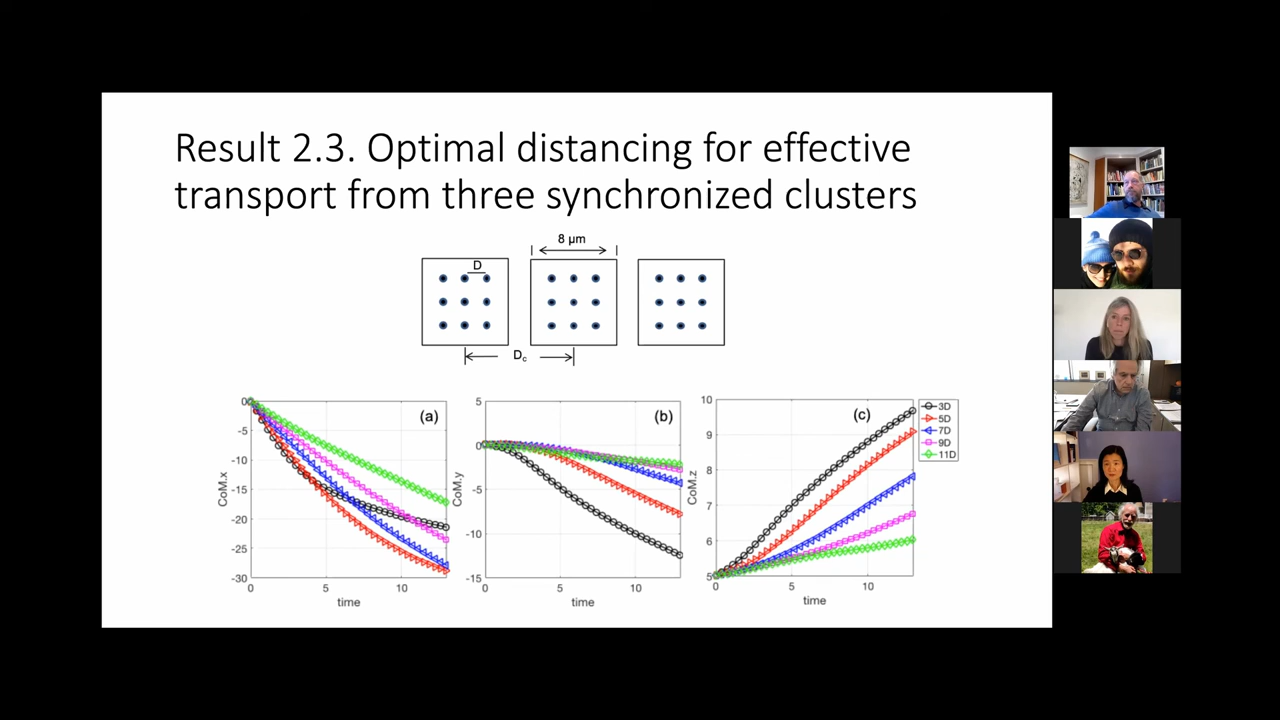 Result 2.3. Optimal distancing for effective
transport from three synchronized clusters
8 µm
D
Dc
(a)
0
-5
-10
-15
-20
-25
-30
CoM.x
0
5
10
time
(b)
5
0
-5
-10
-15
CoM.y
0
5
10
time
(c)
10
9
8
7
6
5
CoM.z
0
5
10
time
3D
5D
7D
9D
11D